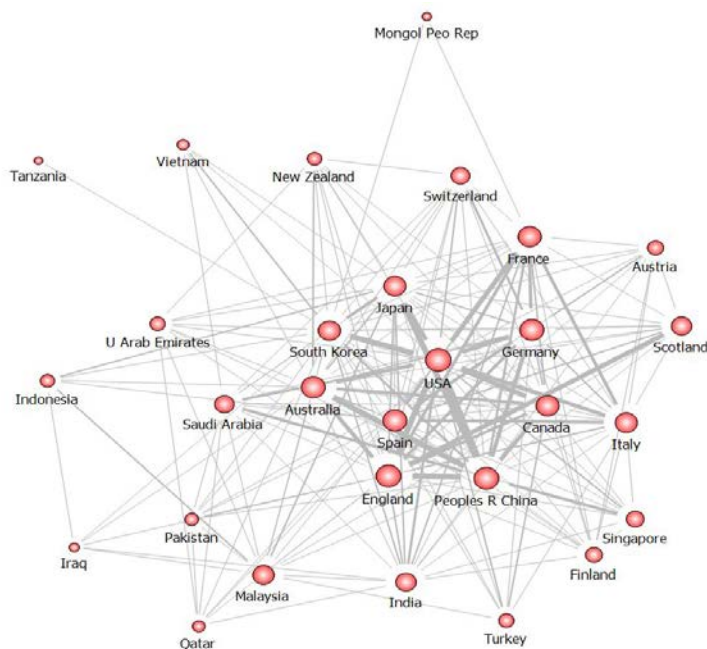 Mongol Peo Rep
Vietnam
Tanzania
New Zealand
Switzerland
France
Austria
Japan
U Arab Emirates
South Korea
Germany
Scotland
USA
Indonesia
Saudi Arabia
Australia
Spain
Canada
Italy
England
Peoples R China
Pakistan
Singapore
Iraq
Malaysia
India
Finland
Qatar
Turkey